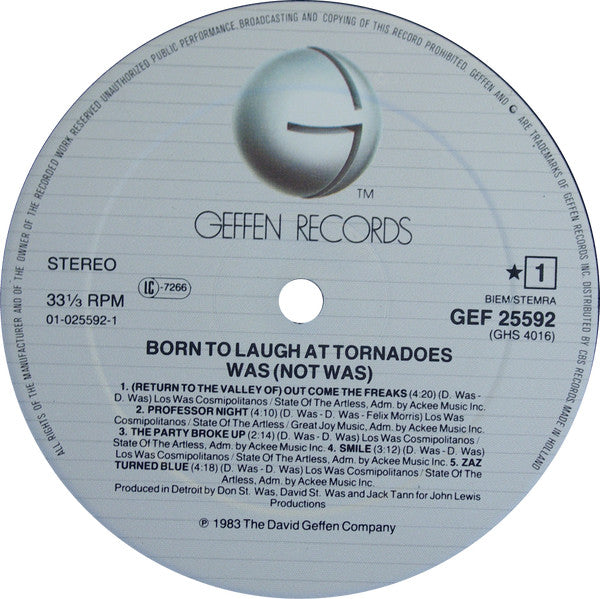 ALL RIGHTS OF THE MANUFACTURER AND OF THE OWNER OF THE RECORDED WORK RESERVED UNAUTHORIZED PUBLIC PERFORMANCE, BROADCASTING AND COPYING OF THIS RECORD PROHIBITED. GEFFEN AND G ARE TRADEMARKS OF GEFFEN RECORDS INC. DISTRIBUTED BY CBS RECORDS. MADE IN HOLLAND
TM
GEFFEN RECORDS
STEREO
33⅓ RPM
01-025592-1
LC-7266
★ 1
BIEM/STEMRA
GEF 25592
(GHS 4016)
BORN TO LAUGH AT TORNADOES
WAS (NOT WAS)
1. (RETURN TO THE VALLEY OF) OUT COME THE FREAKS (4:20) (D. Was -
D. Was) Los Was Cosmipolitans / State Of The Artless, Adm. by Ackee Music Inc.
2. PROFESSOR NIGHT (4:10) (D. Was - D. Was - Felix Morris) Los Was
Cosmipolitans / State Of The Artless / Great Joy Music, Adm. by Ackee Music Inc.
3. THE PARTY BROKE UP (2:14) (D. Was - D. Was) Los Was Cosmipolitans /
State Of The Artless, Adm. by Ackee Music Inc. 4. SMILE (3:12) (D. Was - D. Was)
Los Was Cosmipolitans / State Of The Artless, Adm. by Ackee Music Inc. 5. ZAZ
TURNED BLUE (4:18) (D. Was - D. Was) Los Was Cosmipolitans / State Of The
Artless, Adm. by Ackee Music Inc.
Produced in Detroit by Don St. Was, David St. Was and Jack Tann for John Lewis
Productions
℗ 1983 The David Geffen Company